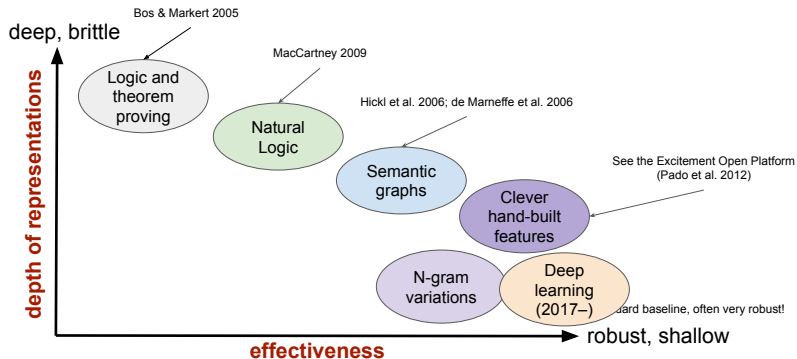 Bos & Markert 2005
deep, brittle
MacCartney 2009
Logic and
theorem
proving
Natural
Logic
Hickl et al. 2006; de Marneffe et al. 2006
Semantic
graphs
See the Excitement Open Platform
(Pado et al. 2012)
Clever
hand-built
features
depth of representations
N-gram
variations
Deep
learning
(2017–)
baseline, often very robust!
robust, shallow
effectiveness